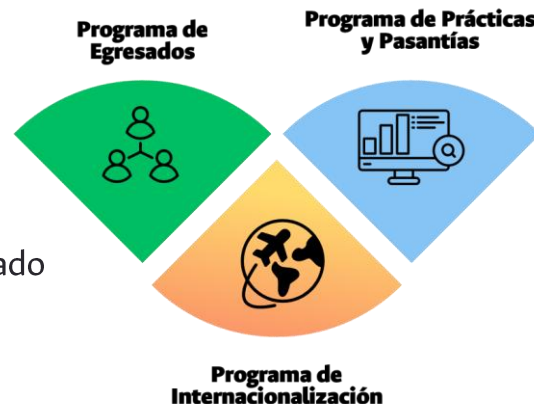 Programa de
Egresados
Programa de Prácticas
y Pasantías
ado
Programa de
Internacionalización